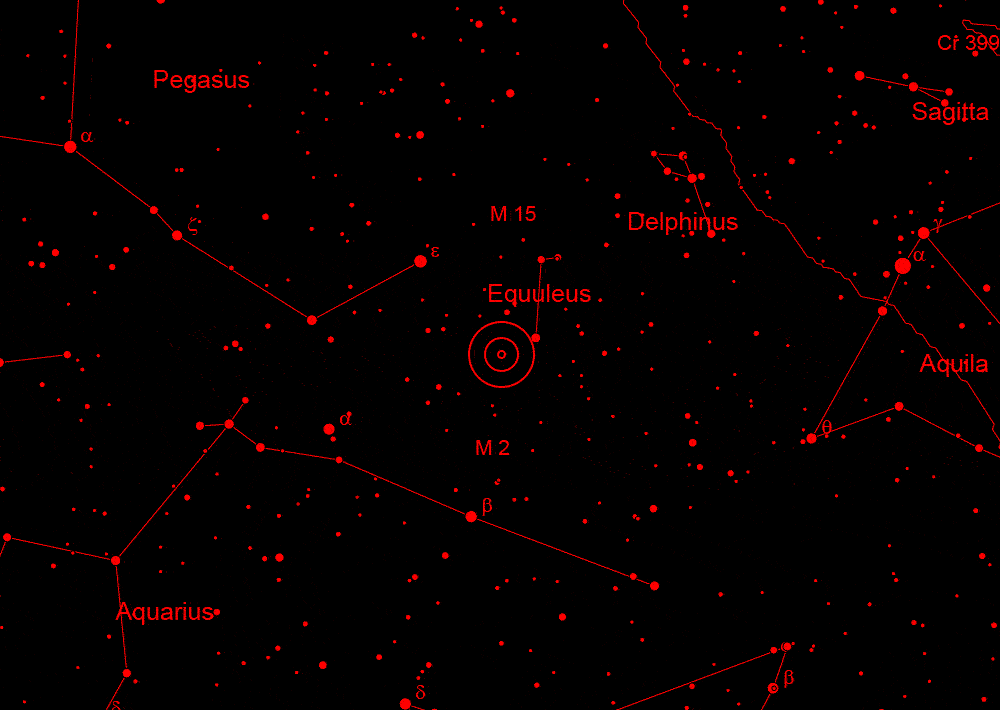 Cr 399
Pegasus
Sagitta
α
M 15
Delphinus
ζ
γ
ε
α
Equuleus
Aquila
α
θ
M 2
β
Aquarius
β
δ
δ